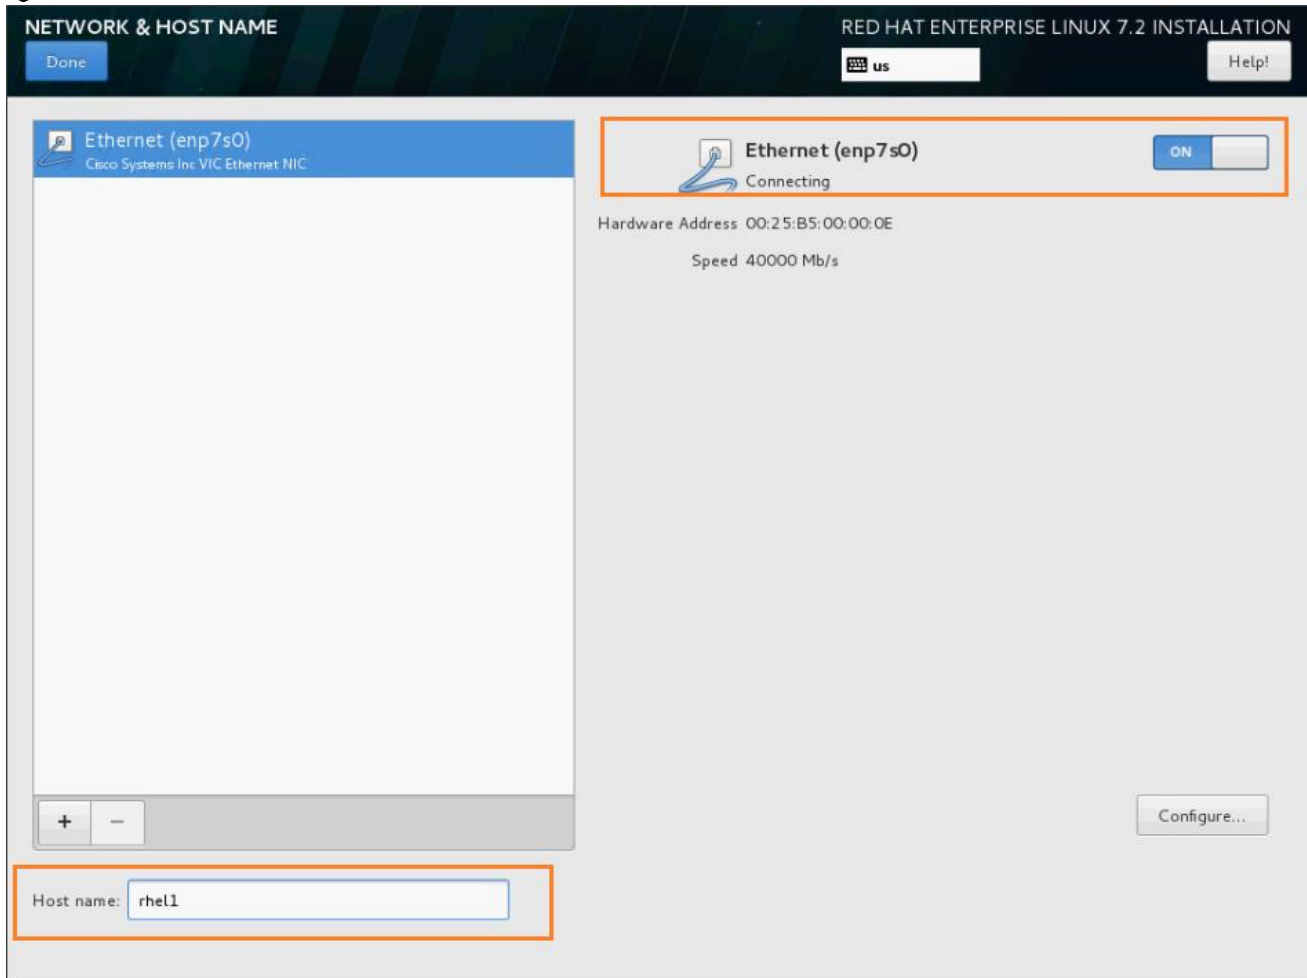 NETWORK & HOST NAME
RED HAT ENTERPRISE LINUX 7.2 INSTALLATION
Done
us
Help!
Ethernet (enp7s0)
Cisco Systems Inc VIC Ethernet NIC
Ethernet (enp7s0)
Connecting
ON
Hardware Address 00:25:B5:00:00:0E
Speed 40000 Mb/s
+ −
Configure...
Host name: rhel1